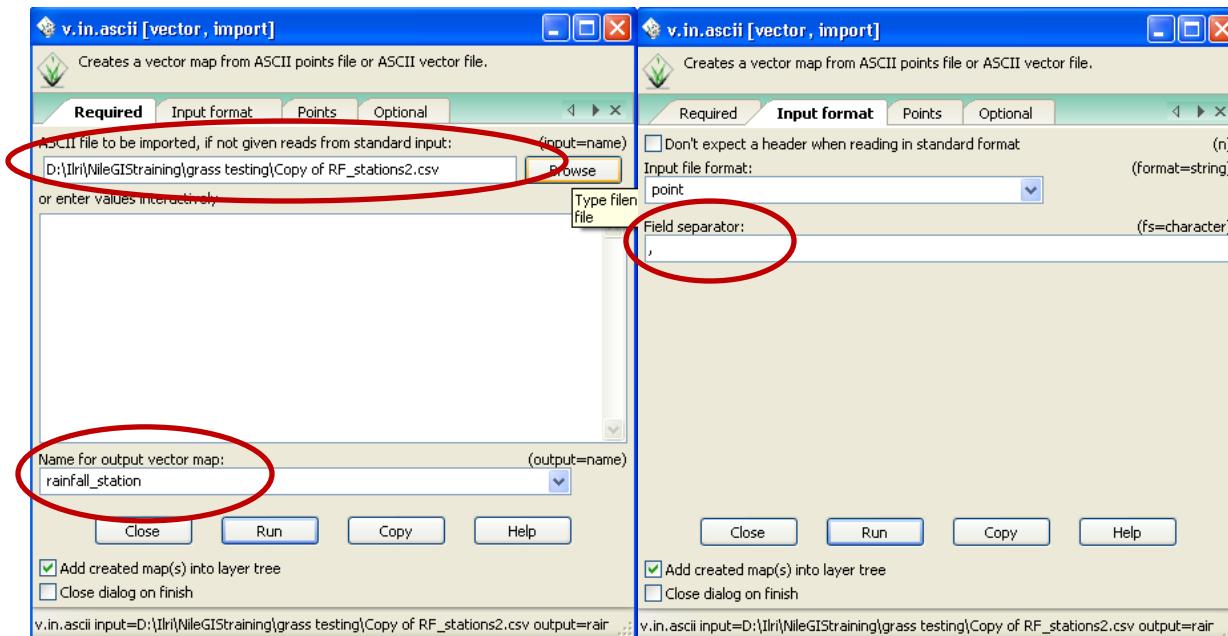 v.in.ascii [vector, import]
Creates a vector map from ASCII points file or ASCII vector file.
Required Input format Points Optional
ASCII file to be imported, if not given reads from standard input: (input=name)
D:\Ilri\NileGIStraining\grass testing\Copy of RF_stations2.csv Browse
or enter values interactively
Type filen
file
Name for output vector map: (output=name)
rainfall_station
Close Run Copy Help
Add created map(s) into layer tree
Close dialog on finish
v.in.ascii input=D:\Ilri\NileGIStraining\grass testing\Copy of RF_stations2.csv output=rair
v.in.ascii [vector, import]
Creates a vector map from ASCII points file or ASCII vector file.
Required Input format Points Optional
Don't expect a header when reading in standard format (n)
Input file format: (format=string)
point
Field separator: (fs=character)
,
Close Run Copy Help
Add created map(s) into layer tree
Close dialog on finish
v.in.ascii input=D:\Ilri\NileGIStraining\grass testing\Copy of RF_stations2.csv output=rair